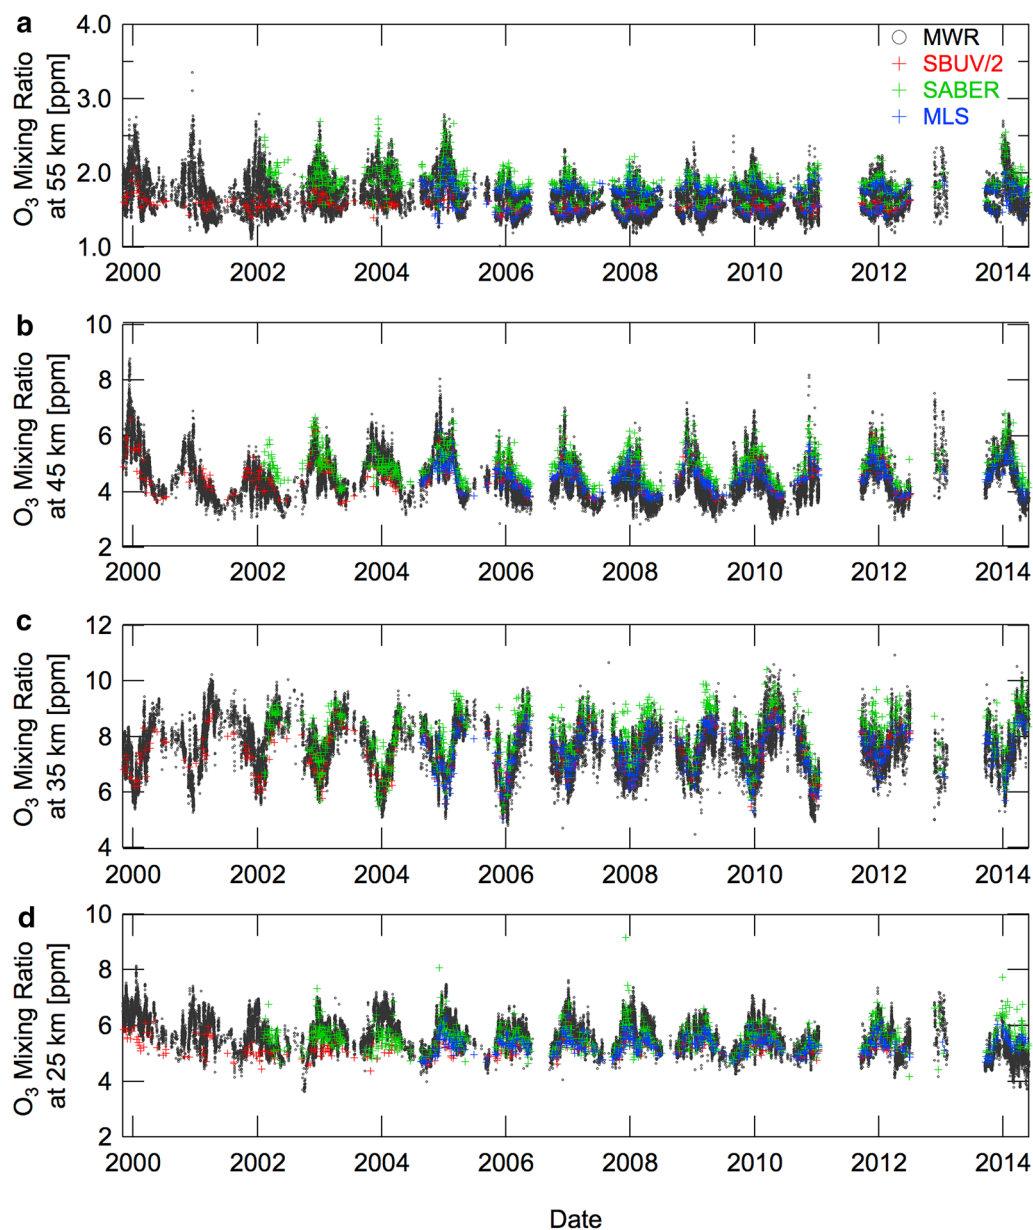 a
4.0
3.0
2.0
1.0
O3 Mixing Ratio
at 55 km [ppm]
MWR
SBUV/2
SABER
MLS
2000 2002 2004 2006 2008 2010 2012 2014
b
10
8
6
4
2
O3 Mixing Ratio
at 45 km [ppm]
2000 2002 2004 2006 2008 2010 2012 2014
c
12
10
8
6
4
O3 Mixing Ratio
at 35 km [ppm]
2000 2002 2004 2006 2008 2010 2012 2014
d
10
8
6
4
2
O3 Mixing Ratio
at 25 km [ppm]
2000 2002 2004 2006 2008 2010 2012 2014
Date